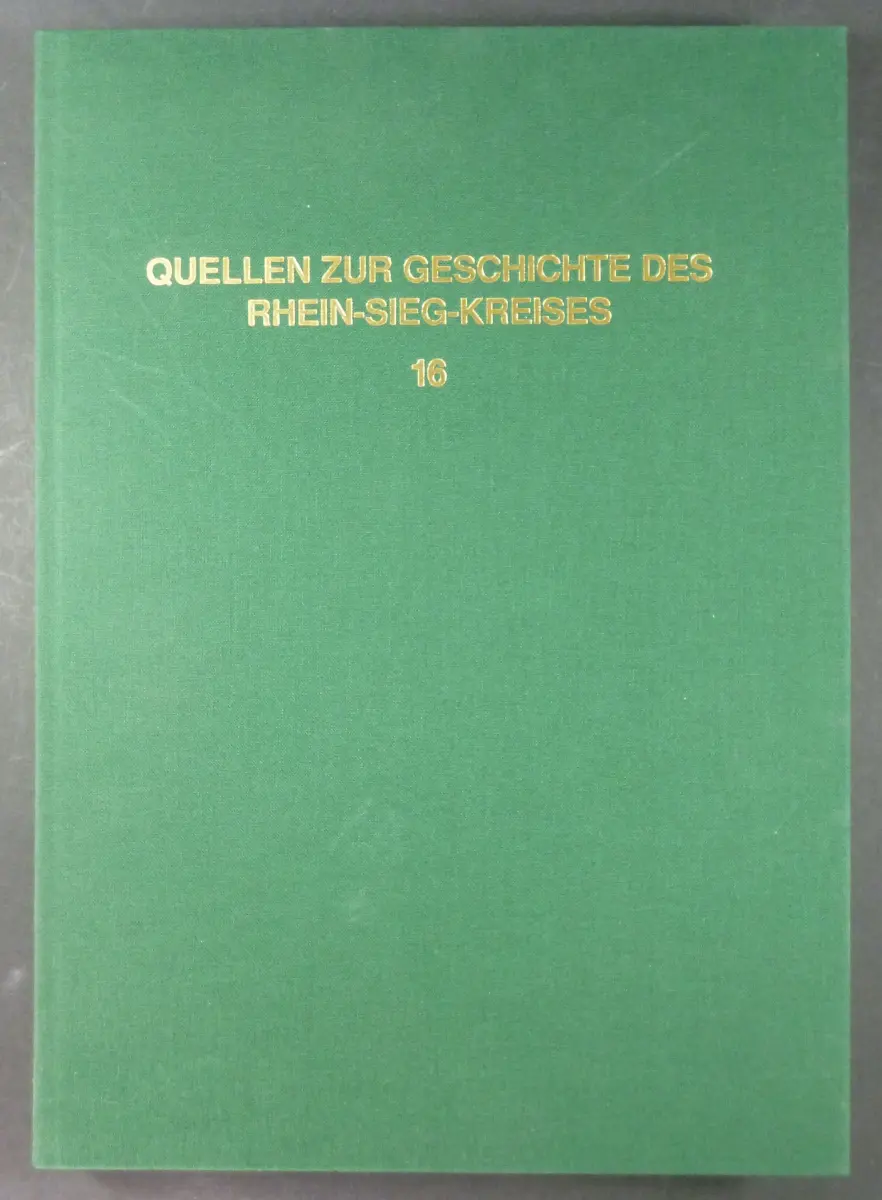 QUELLEN ZUR GESCHICHTE DES
RHEIN-SIEG-KREISES
16